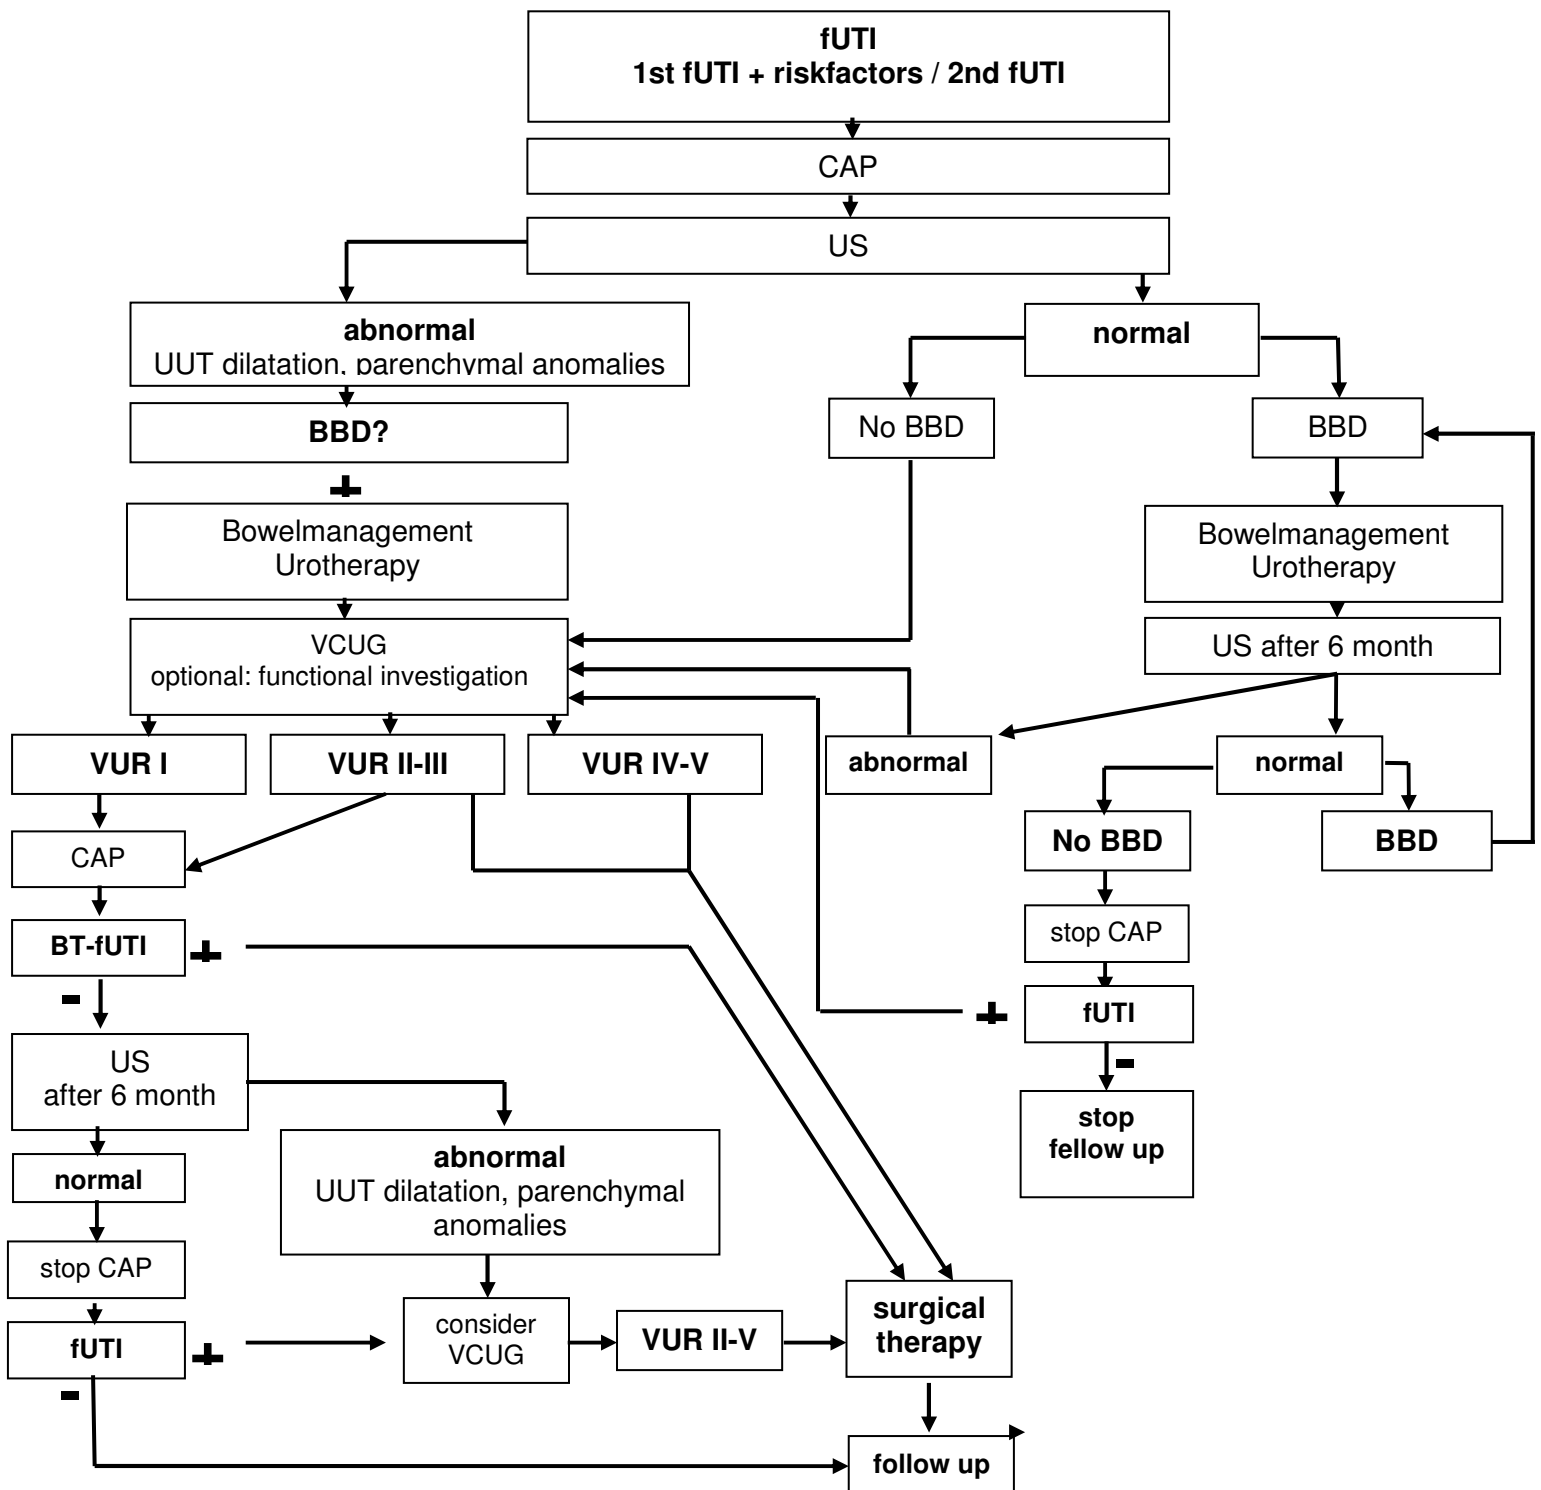 fUTI
1st fUTI + riskfactors / 2nd fUTI
CAP
US
abnormal
UUT dilatation, parenchymal anomalies
normal
BBD?
No BBD
BBD
+
Bowelmanagement
Urotherapy
Bowelmanagement
Urotherapy
VCUG
optional: functional investigation
US after 6 month
VUR I
VUR II-III
VUR IV-V
abnormal
normal
No BBD
BBD
CAP
stop CAP
BT-fUTI
+
-
fUTI
+
-
US
after 6 month
stop
fellow up
normal
abnormal
UUT dilatation, parenchymal
anomalies
stop CAP
fUTI
+
-
consider
VCUG
VUR II-V
surgical
therapy
follow up